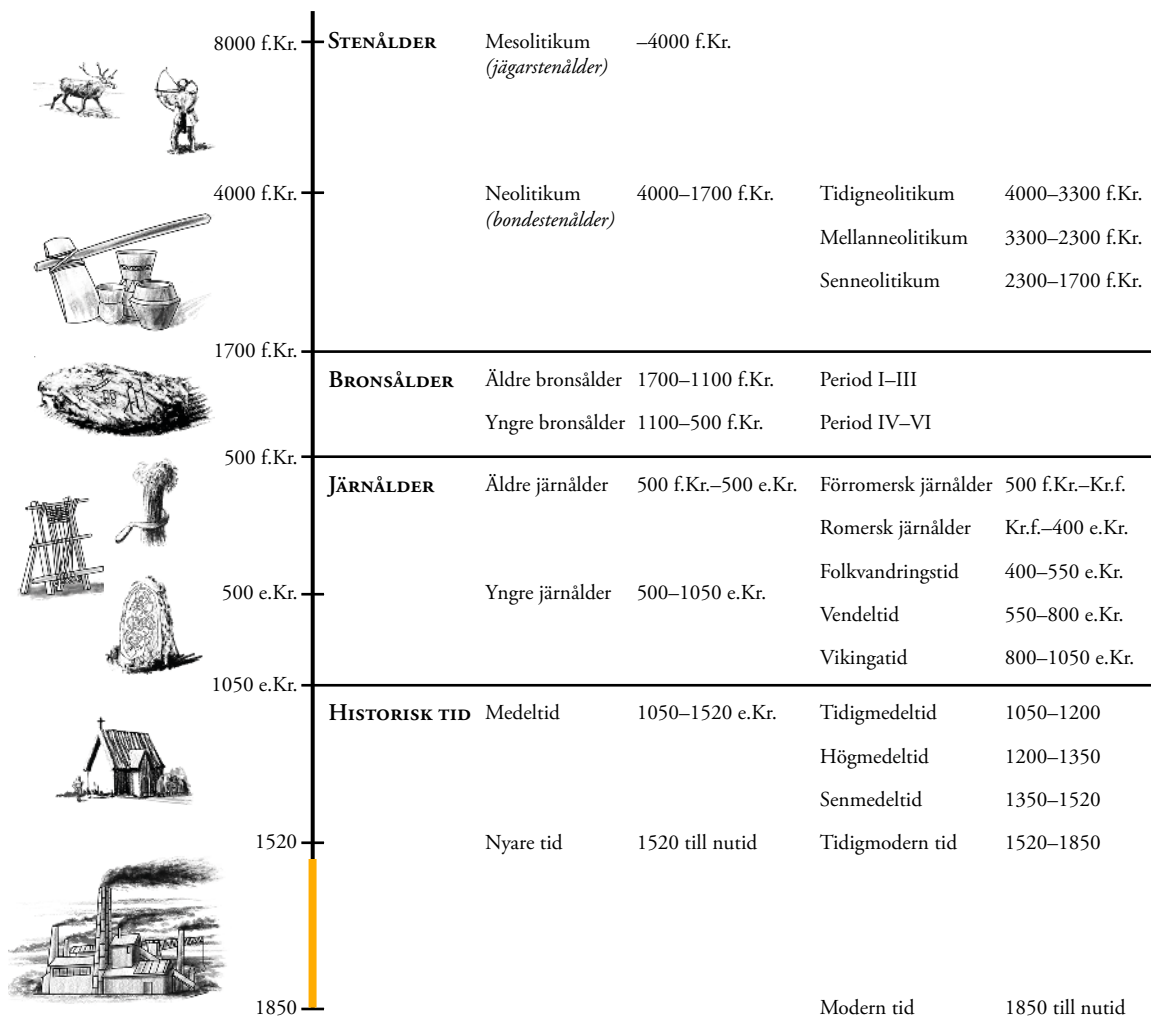 8000 f.Kr. STENÅLDER Mesolitikum –4000 f.Kr.
(jägarstenålder)
4000 f.Kr. Neolitikum 4000–1700 f.Kr. Tidigneolitikum 4000–3300 f.Kr.
(bondestenålder)
Mellanneolitikum 3300–2300 f.Kr.
Senneolitikum 2300–1700 f.Kr.
1700 f.Kr.
BRONSÅLDER Äldre bronsålder 1700–1100 f.Kr. Period I–III
Yngre bronsålder 1100–500 f.Kr. Period IV–VI
500 f.Kr.
JÄRNÅLDER Äldre järnålder 500 f.Kr.–500 e.Kr. Förromersk järnålder 500 f.Kr.–Kr.f.
Romersk järnålder Kr.f.–400 e.Kr.
Folkvandringstid 400–550 e.Kr.
500 e.Kr. Yngre järnålder 500–1050 e.Kr.
Vendeltid 550–800 e.Kr.
Vikingatid 800–1050 e.Kr.
1050 e.Kr.
HISTORISK TID Medeltid 1050–1520 e.Kr. Tidigmedeltid 1050–1200
Högmedeltid 1200–1350
Senmedeltid 1350–1520
1520 Nyare tid 1520 till nutid Tidigmodern tid 1520–1850
1850 Modern tid 1850 till nutid